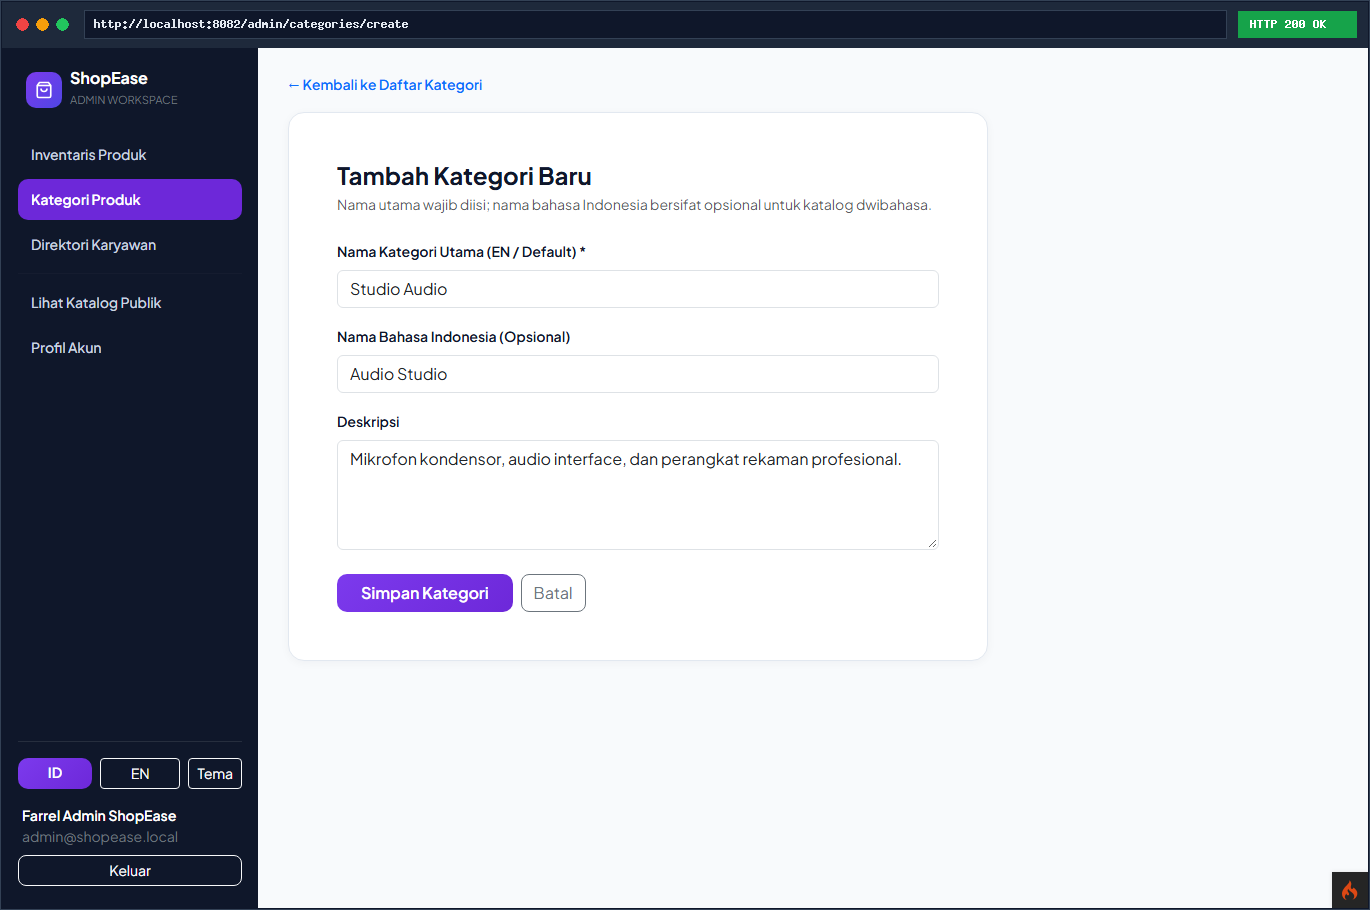 http://localhost:8082/admin/categories/create
HTTP 200 OK
ShopEase
ADMIN WORKSPACE
Inventaris Produk
Kategori Produk
Direktori Karyawan
Lihat Katalog Publik
Profil Akun
ID
EN
Tema
Farrel Admin ShopEase
admin@shopease.local
Keluar
← Kembali ke Daftar Kategori
Tambah Kategori Baru
Nama utama wajib diisi; nama bahasa Indonesia bersifat opsional untuk katalog dwibahasa.
Nama Kategori Utama (EN / Default) *
Studio Audio
Nama Bahasa Indonesia (Opsional)
Audio Studio
Deskripsi
Mikrofon kondensor, audio interface, dan perangkat rekaman profesional.
Simpan Kategori
Batal